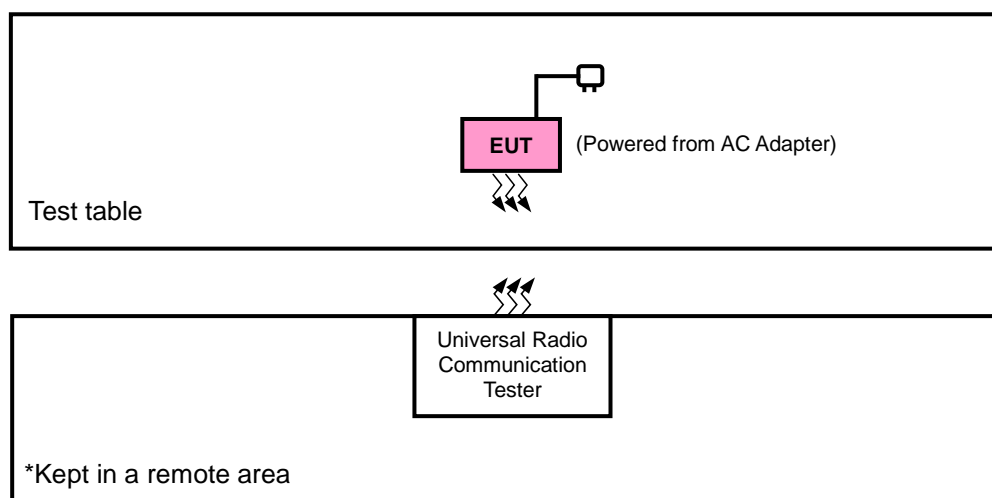 EUT
(Powered from AC Adapter)
Test table
Universal Radio
Communication
Tester
*Kept in a remote area